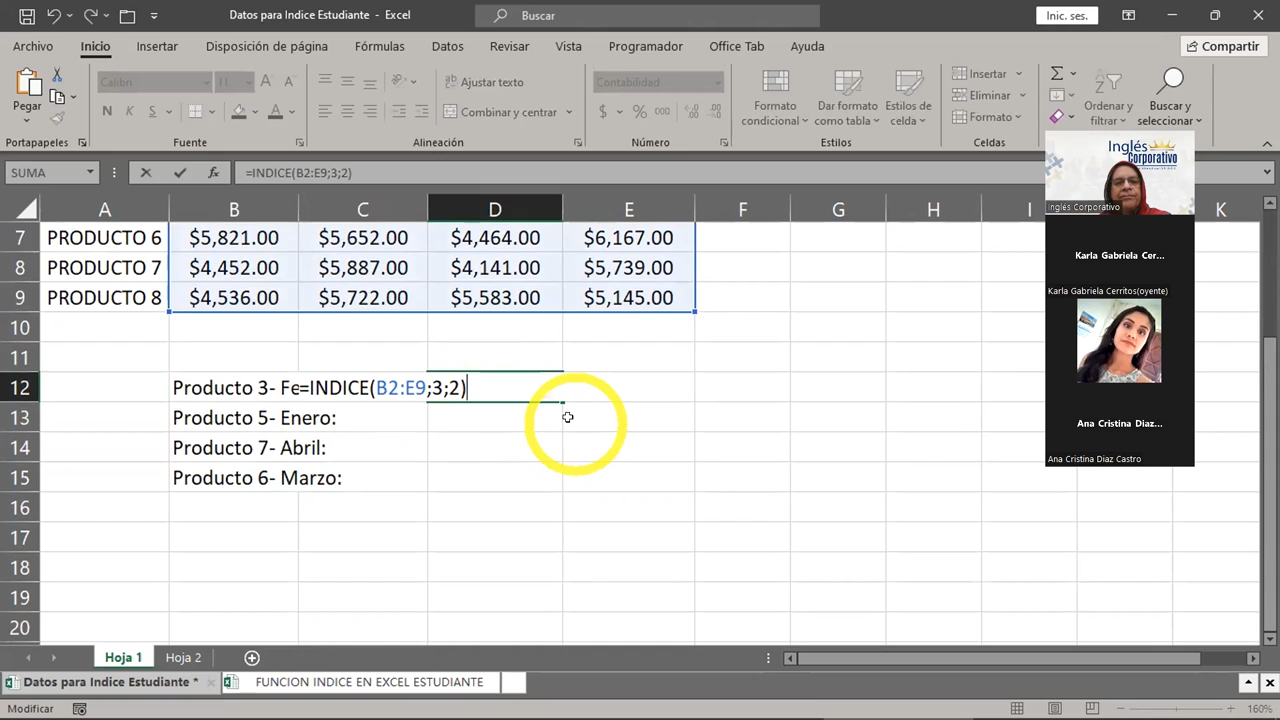 Datos para Indice Estudiante - Excel
Buscar
Inic. ses.
Archivo Inicio Insertar Disposición de página Fórmulas Datos Revisar Vista Programador Office Tab Ayuda
Compartir
Pegar
Calibri 11
N K S
Ajustar texto
Combinar y centrar
Contabilidad
$ % 000
Formato condicional
Dar formato como tabla
Estilos de celda
Insertar
Eliminar
Formato
Ordenar y filtrar
Buscar y seleccionar
Portapapeles Fuente Alineación Número Estilos Celdas
SUMA fx =INDICE(B2:E9;3;2)
A B C D E F G H I K
7 PRODUCTO 6 $5,821.00 $5,652.00 $4,464.00 $6,167.00
8 PRODUCTO 7 $4,452.00 $5,887.00 $4,141.00 $5,739.00
9 PRODUCTO 8 $4,536.00 $5,722.00 $5,583.00 $5,145.00
10
11
12 Producto 3- Fe=INDICE(B2:E9;3;2)
13 Producto 5- Enero:
14 Producto 7- Abril:
15 Producto 6- Marzo:
16
17
18
19
20
Inglés Corporativo
Inglés Corporativo
Karla Gabriela Cer...
Karla Gabriela Cerritos(oyente)
Ana Cristina Diaz...
Ana Cristina Diaz Castro
Hoja 1 Hoja 2
Datos para Indice Estudiante * FUNCION INDICE EN EXCEL ESTUDIANTE
Modificar
160%